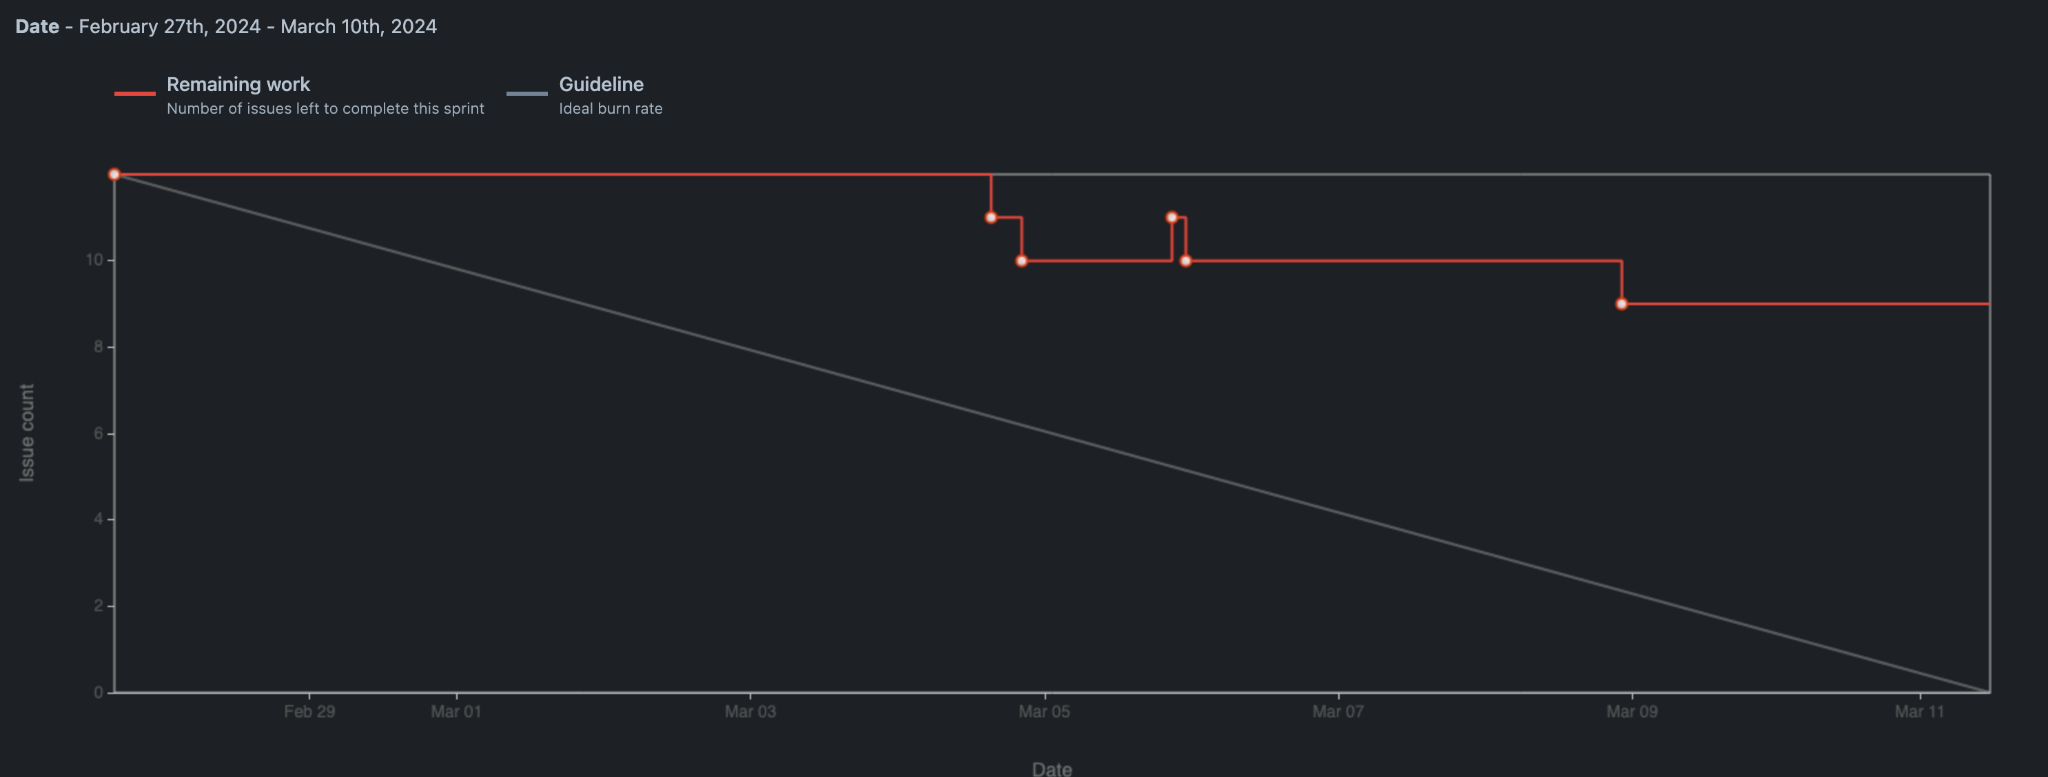 Date - February 27th, 2024 - March 10th, 2024
Remaining work
Number of issues left to complete this sprint
Guideline
Ideal burn rate
10
8
6
4
2
0
Issue count
Feb 29
Mar 01
Mar 03
Mar 05
Mar 07
Mar 09
Mar 11
Date